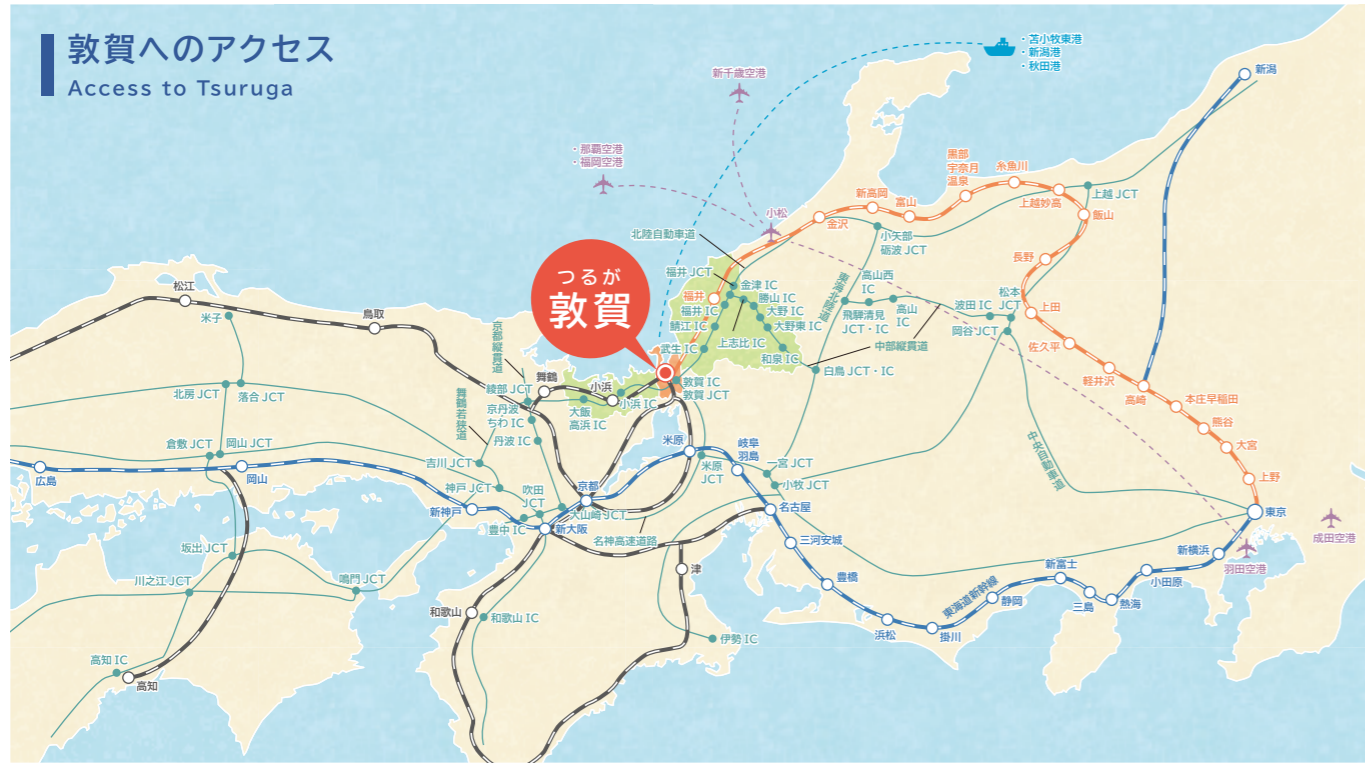 敦賀へのアクセス
Access to Tsuruga
・苫小牧東港
・新潟港
・秋田港
新千歳空港
・那覇空港
・福岡空港
新潟
黒部
宇奈月
温泉
糸魚川
上越妙高
上越 JCT
飯山
新高岡
富山
金沢
小松
小矢部
砺波 JCT
北陸自動車道
長野
つるが
敦賀
福井 JCT
金津 IC
福井
福井 IC
勝山 IC
大野 IC
大野東 IC
鯖江 IC
上志比 IC
武生 IC
和泉 IC
東海北陸道
高山西
IC
飛騨清見
JCT・IC
高山
IC
波田 IC
松本
JCT
岡谷 JCT
上田
中部縦貫道
白鳥 JCT・IC
佐久平
軽井沢
高崎
本庄早稲田
熊谷
大宮
上野
東京
松江
米子
鳥取
京都縦貫道
舞鶴
綾部 JCT
小浜
小浜 IC
敦賀 IC
敦賀 JCT
大飯
高浜 IC
京丹波
ちわ IC
丹波 IC
舞鶴若狭道
北房 JCT
落合 JCT
倉敷 JCT
岡山 JCT
広島
岡山
吉川 JCT
神戸 JCT
新神戸
吹田
JCT
豊中 IC
京都
大山崎 JCT
新大阪
名神高速道路
米原
米原
JCT
岐阜
羽島
一宮 JCT
小牧 JCT
名古屋
三河安城
豊橋
浜松
掛川
東海道新幹線
静岡
新富士
三島
熱海
小田原
新横浜
羽田空港
成田空港
中央自動車道
坂出 JCT
川之江 JCT
鳴門 JCT
高知 IC
高知
和歌山
和歌山 IC
津
伊勢 IC